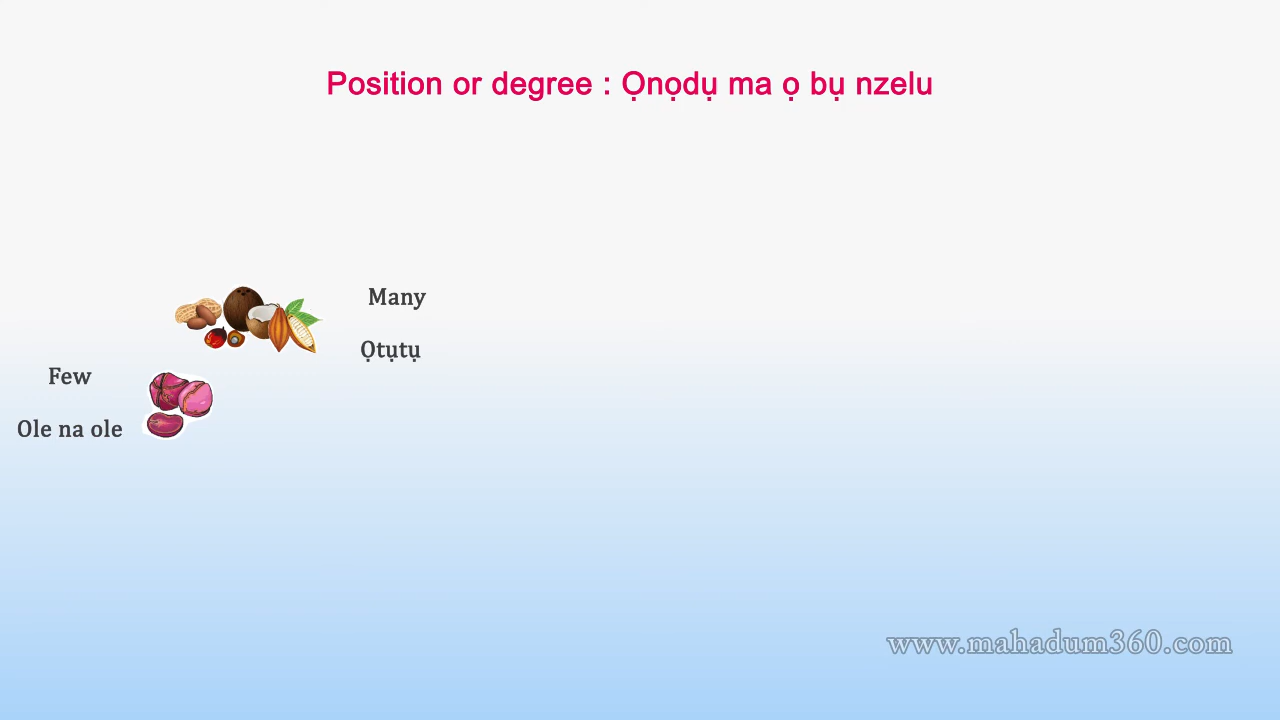 Position or degree : Ọnọdụ ma ọ bụ nzelu
Many
Ọtụtụ
Few
Ole na ole
www.mahadum360.com